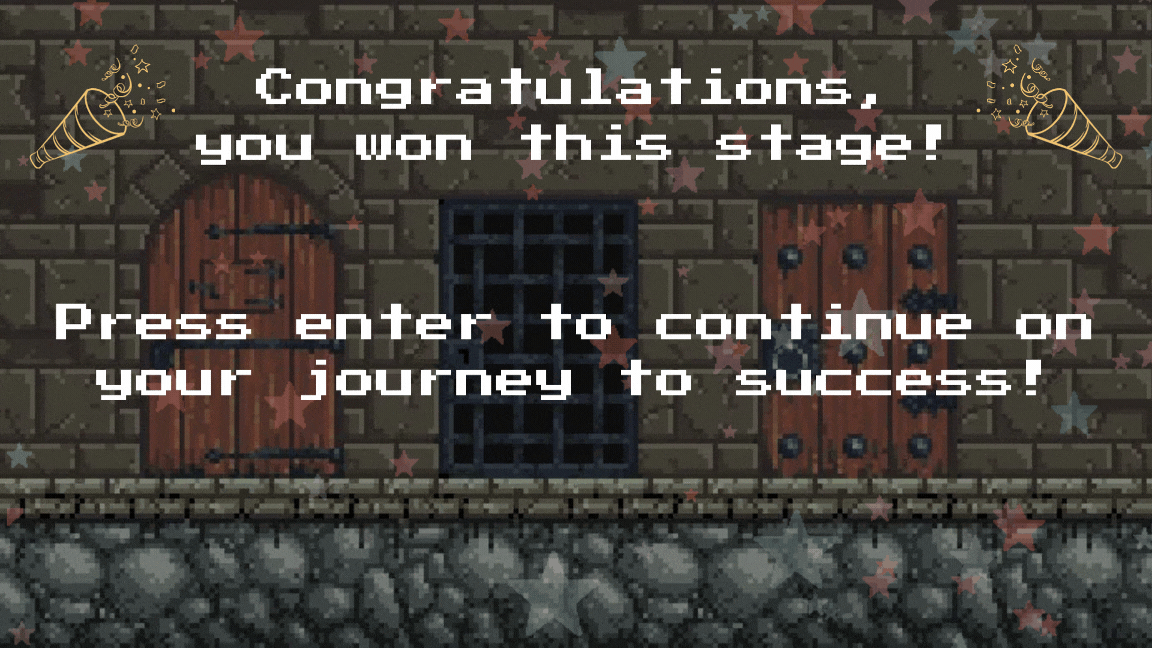 Congratulations,
you won this stage!
Press enter to continue on
your journey to success!